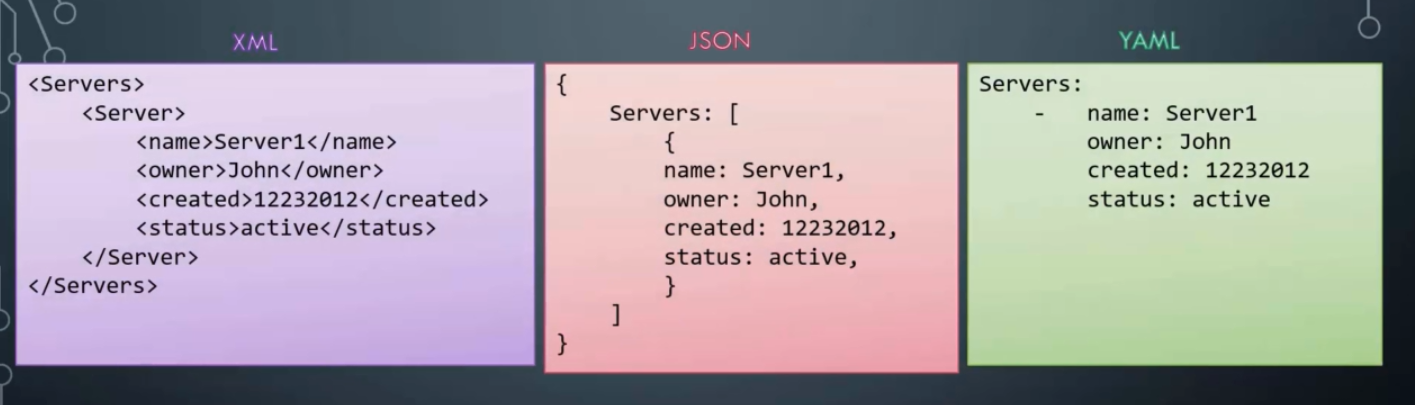 XML
<Servers>
    <Server>
        <name>Server1</name>
        <owner>John</owner>
        <created>12232012</created>
        <status>active</status>
    </Server>
</Servers>
JSON
{
    Servers: [
        {
        name: Server1,
        owner: John,
        created: 12232012,
        status: active,
        }
    ]
}
YAML
Servers:
    -   name: Server1
        owner: John
        created: 12232012
        status: active